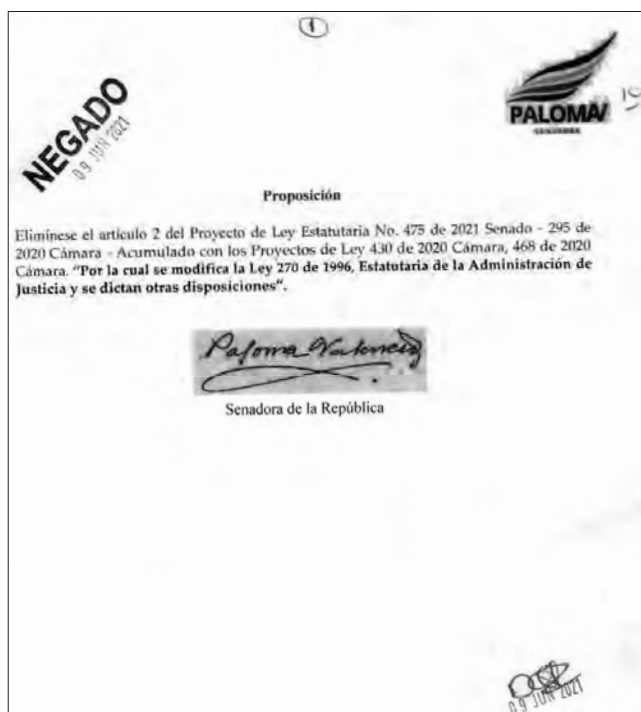 1
NEGADO
09 JUN 2021
PALOMA
SENADORA
Proposición
Elimínese el artículo 2 del Proyecto de Ley Estatutaria No. 475 de 2021 Senado - 295 de
2020 Cámara - Acumulado con los Proyectos de Ley 430 de 2020 Cámara, 468 de 2020
Cámara. "Por la cual se modifica la Ley 270 de 1996, Estatutaria de la Administración de
Justicia y se dictan otras disposiciones".
Paloma Valencia
Senadora de la República
09 JUN 2021